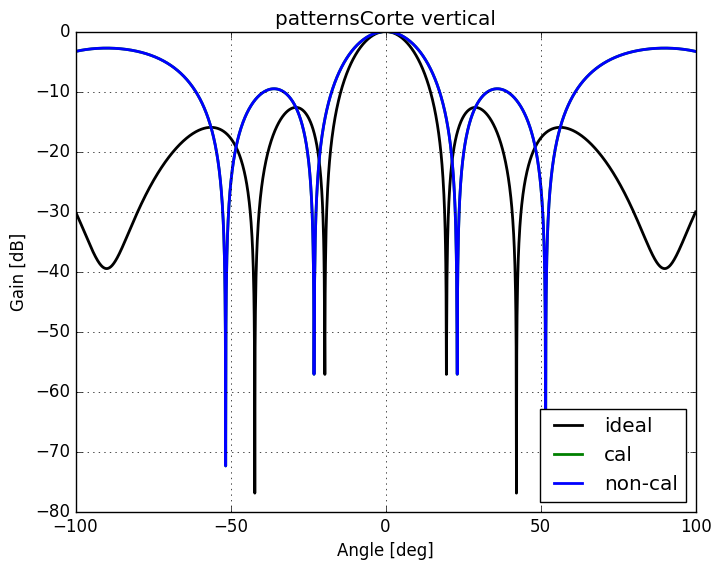 patternsCorte vertical
0
−10
−20
−30
−40
−50
−60
−70
−80
Gain [dB]
ideal
cal
non-cal
−100 −50 0 50 100
Angle [deg]